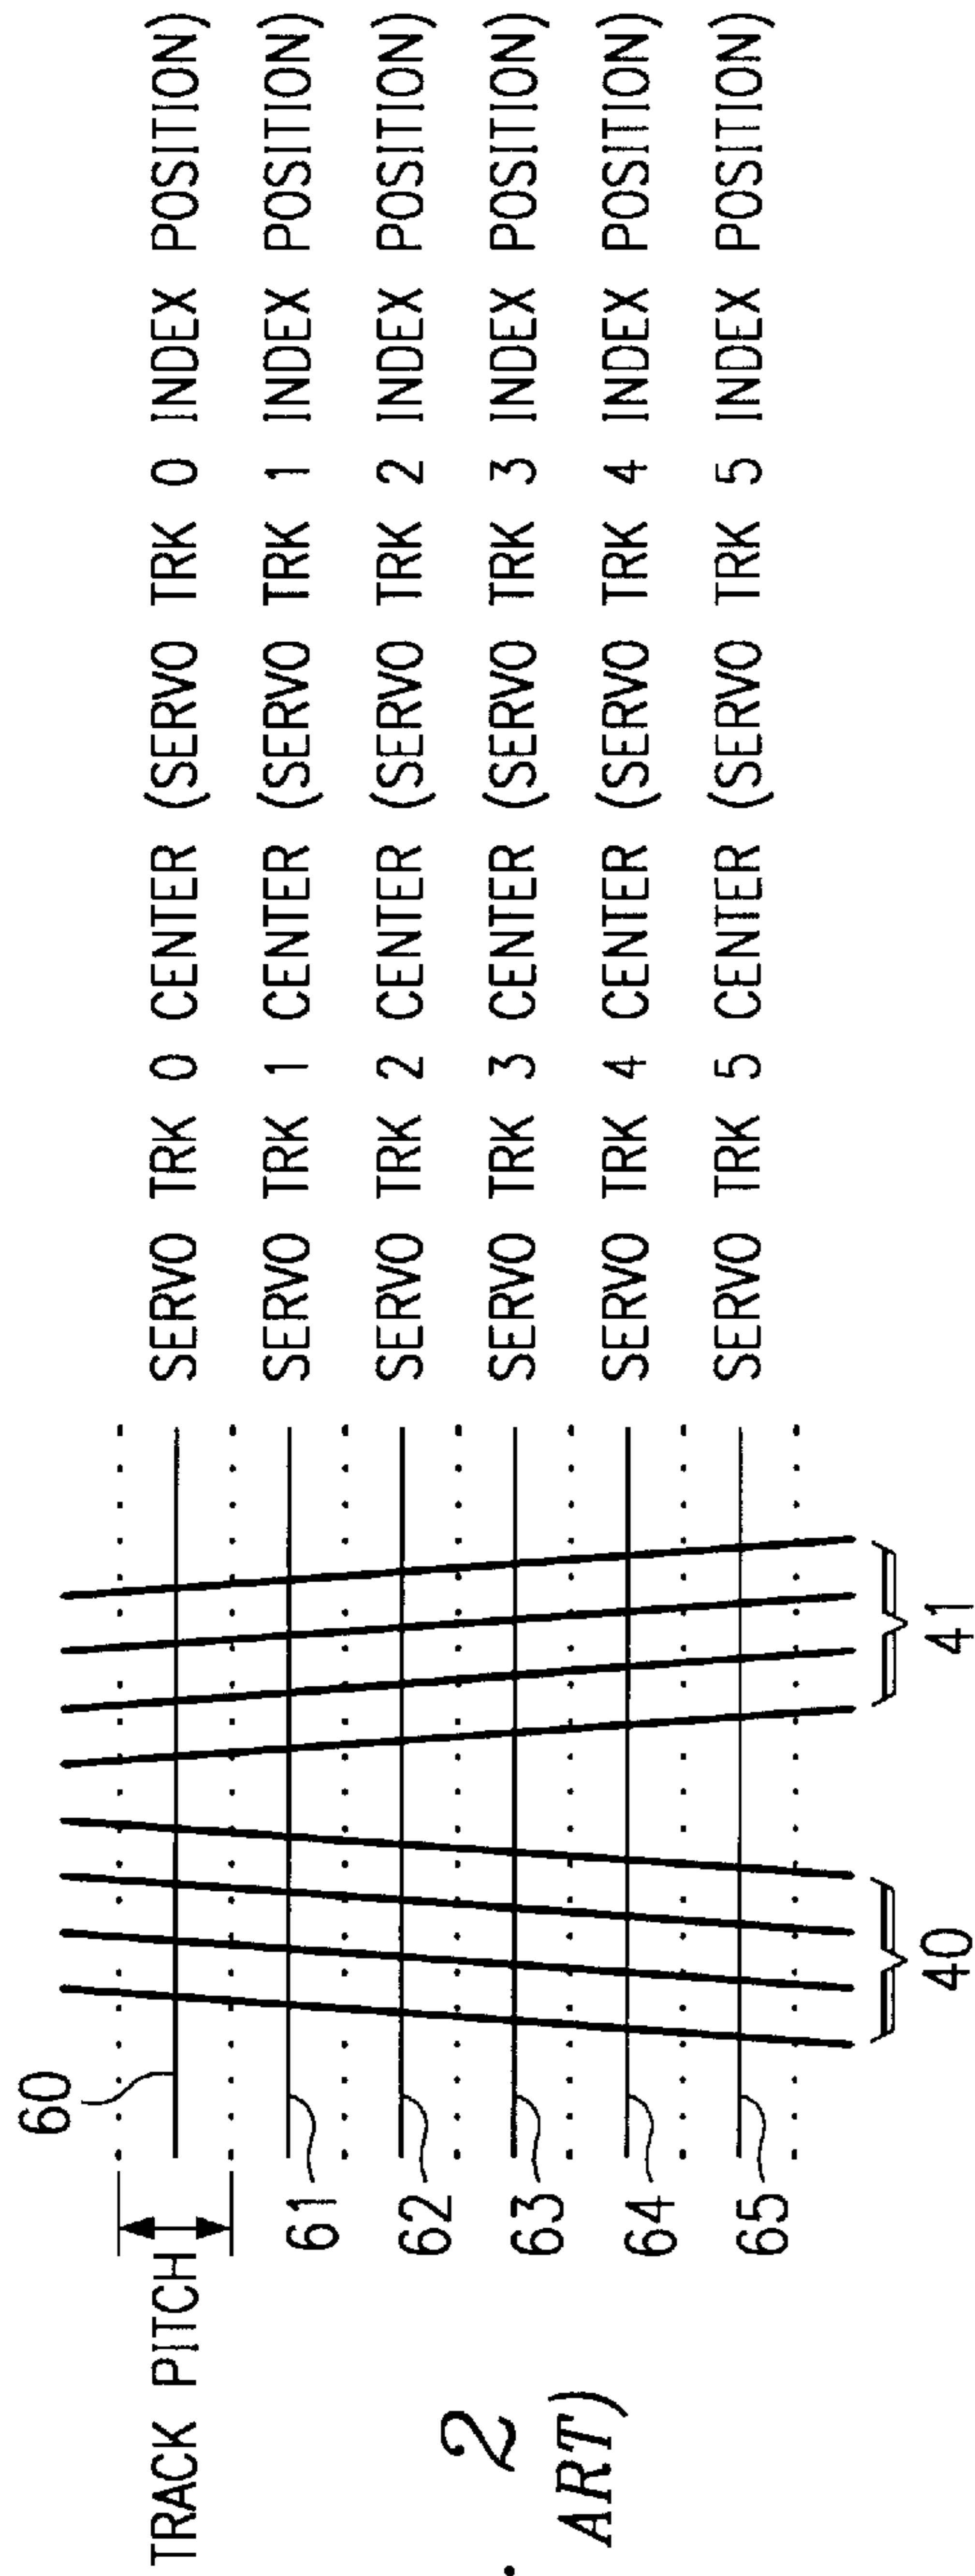 60
TRACK PITCH
SERVO TRK 0 CENTER (SERVO TRK 0 INDEX POSITION)
61
SERVO TRK 1 CENTER (SERVO TRK 1 INDEX POSITION)
62
SERVO TRK 2 CENTER (SERVO TRK 2 INDEX POSITION)
63
SERVO TRK 3 CENTER (SERVO TRK 3 INDEX POSITION)
64
SERVO TRK 4 CENTER (SERVO TRK 4 INDEX POSITION)
65
SERVO TRK 5 CENTER (SERVO TRK 5 INDEX POSITION)
40
41
. 2
ART)